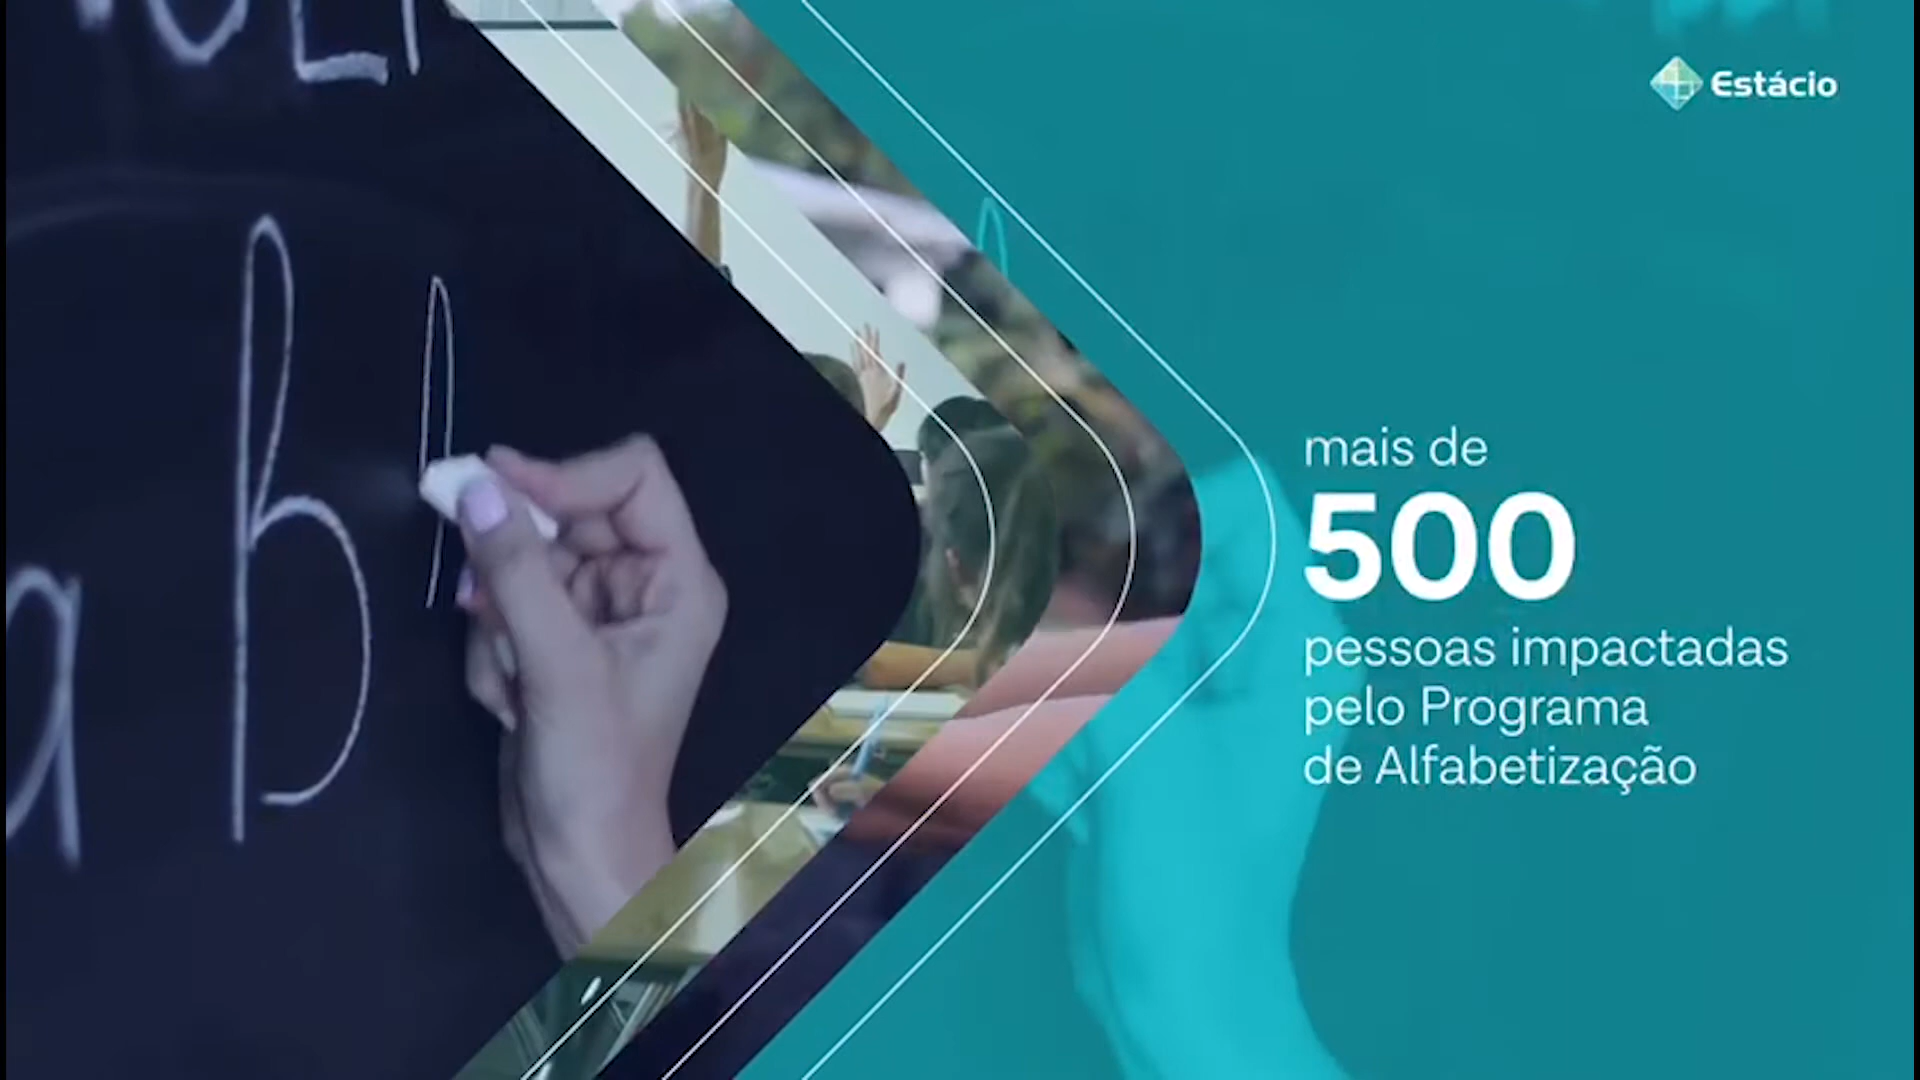 Estácio
mais de
500
pessoas impactadas
pelo Programa
de Alfabetização
a b